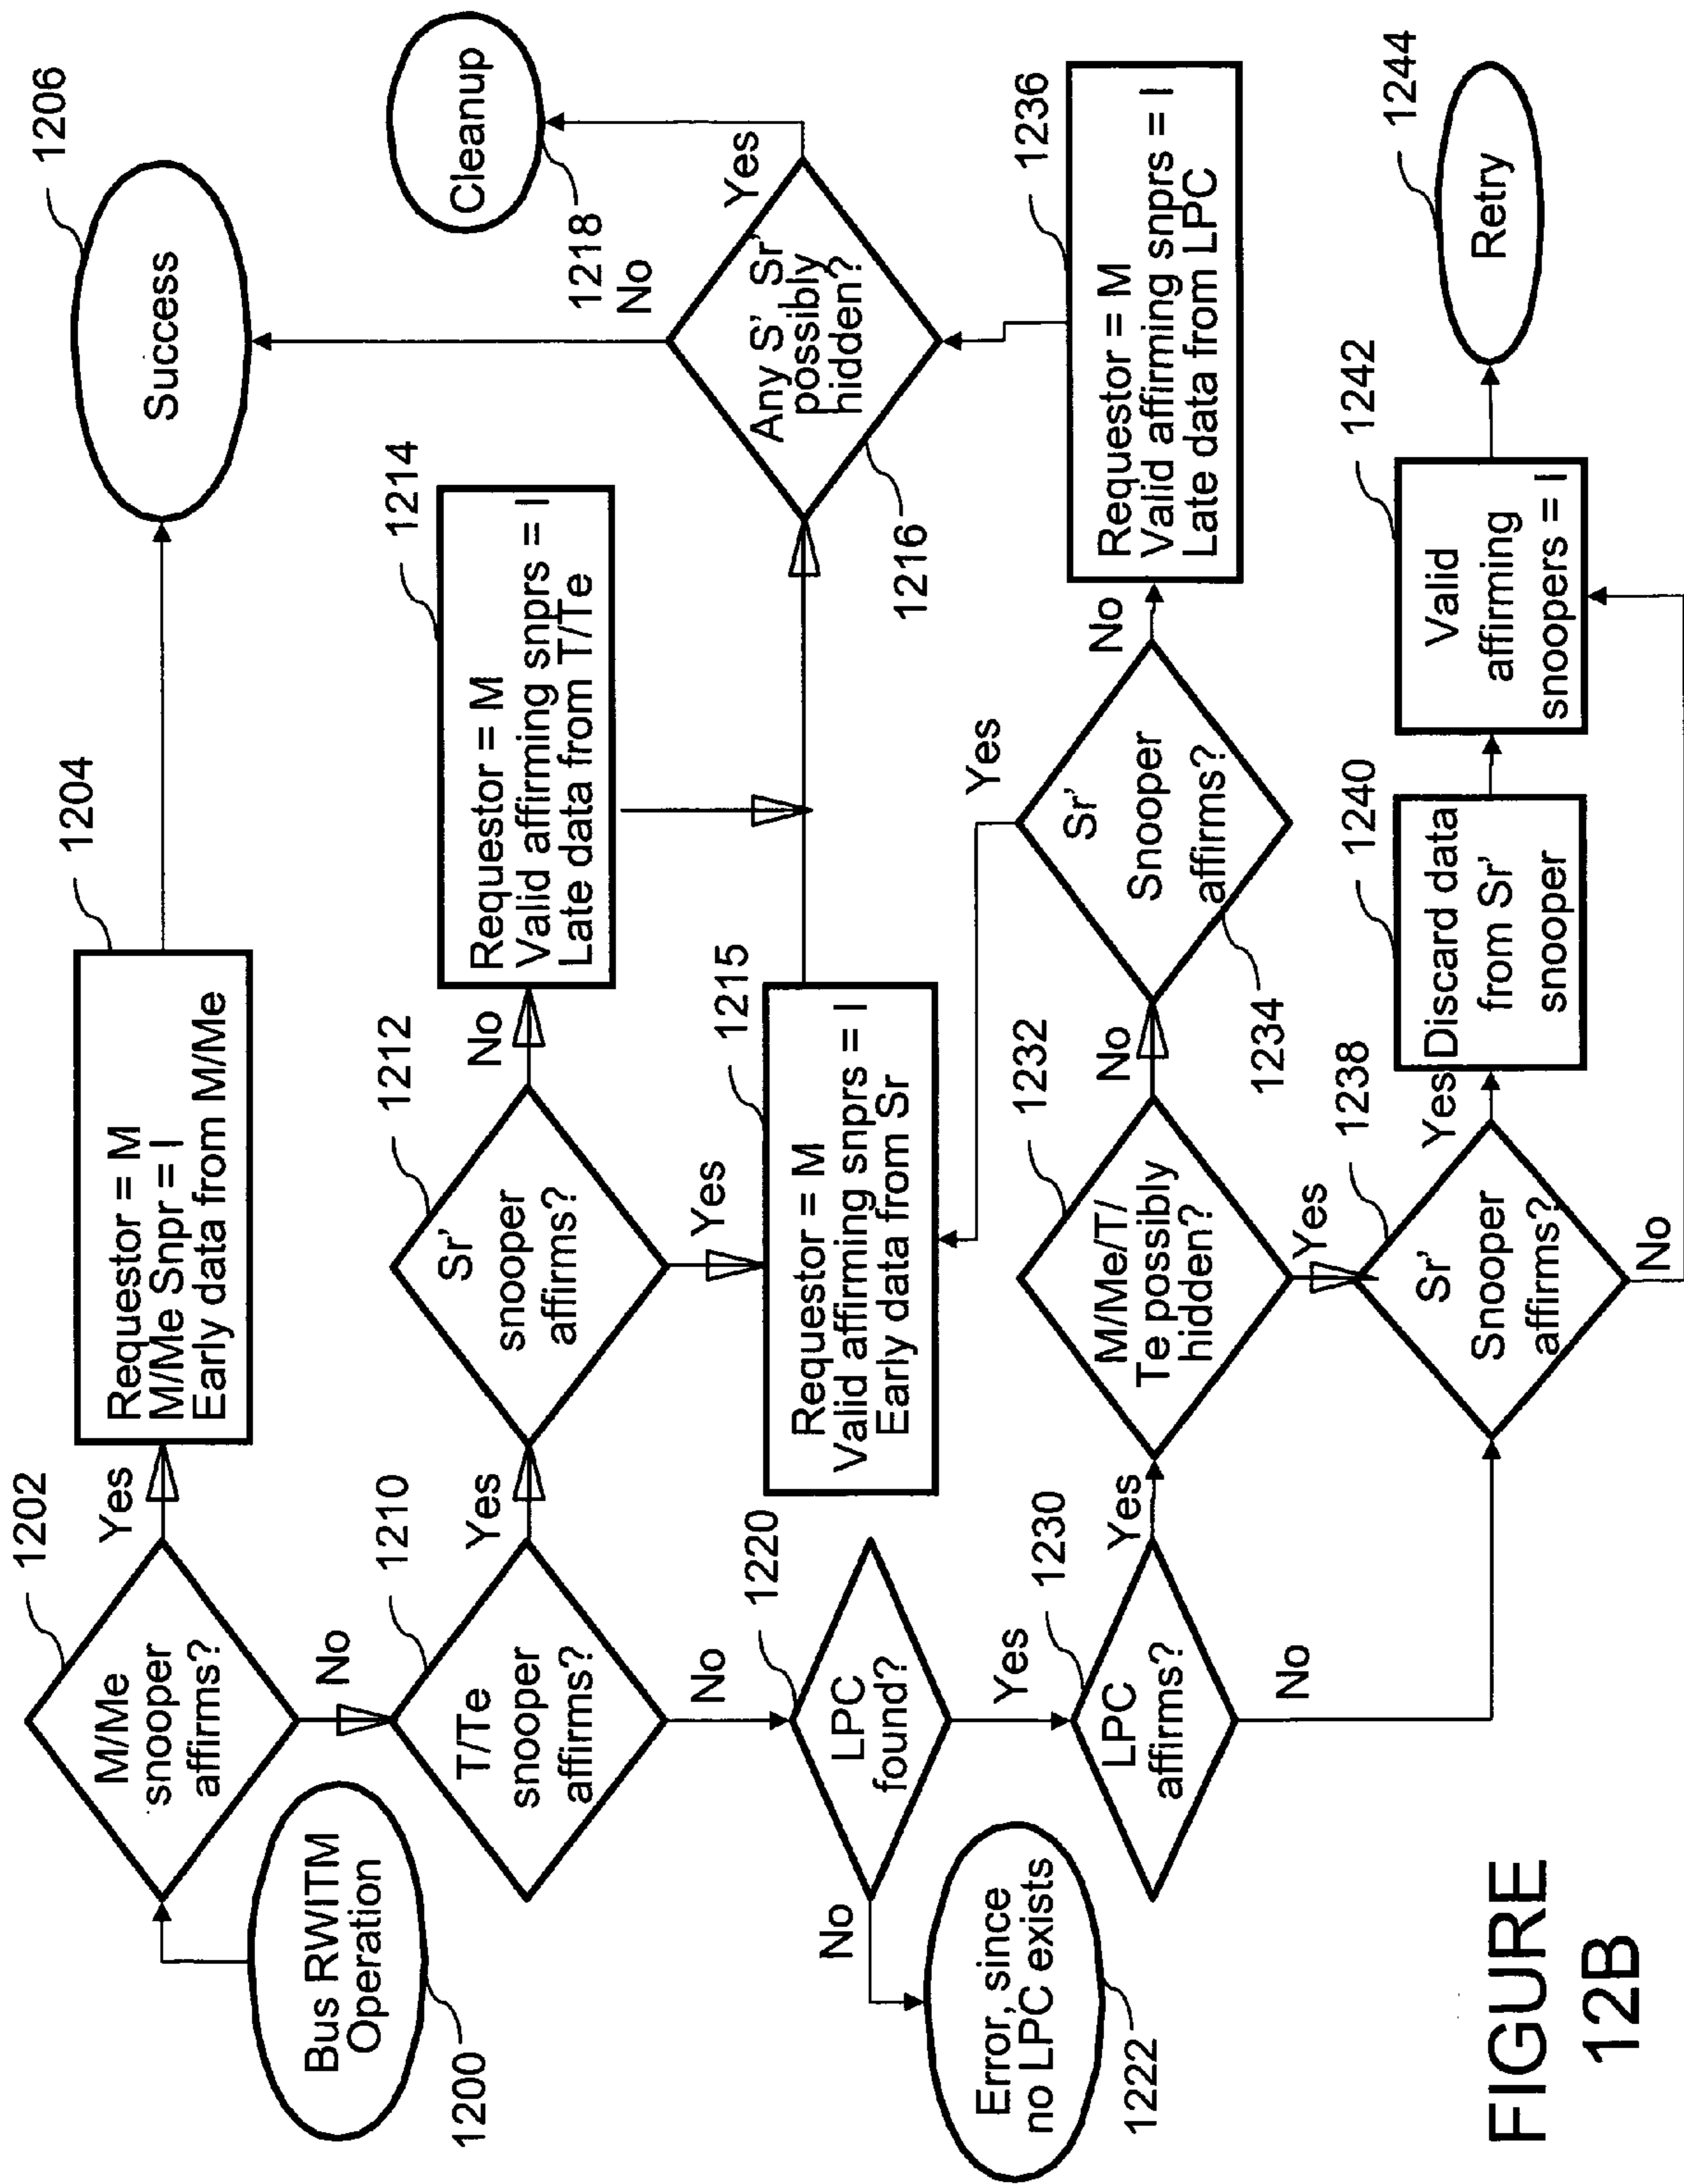 1200
Bus RWITM
Operation
1202
M/Me
snooper
affirms?
Yes
No
1204
Requestor = M
M/Me Snpr = I
Early data from M/Me
1206
Success
1210
T/Te
snooper
affirms?
Yes
No
1212
Sr'
snooper
affirms?
No
Yes
1214
Requestor = M
Valid affirming snprs = I
Late data from T/Te
1215
Requestor = M
Valid affirming snprs = I
Early data from Sr
1216
Any S' Sr'
possibly
hidden?
No
Yes
1218
Cleanup
1220
LPC
found?
No
Yes
1222
Error, since
no LPC exists
1230
LPC
affirms?
Yes
No
1232
M/Me/T/
Te possibly
hidden?
No
Yes
1234
Sr'
Snooper
affirms?
Yes
No
1236
Requestor = M
Valid affirming snprs = I
Late data from LPC
1238
Sr'
Snooper
affirms?
Yes
No
1240
Discard data
from Sr'
snooper
1242
Valid
affirming
snoopers = I
1244
Retry
FIGURE
12B